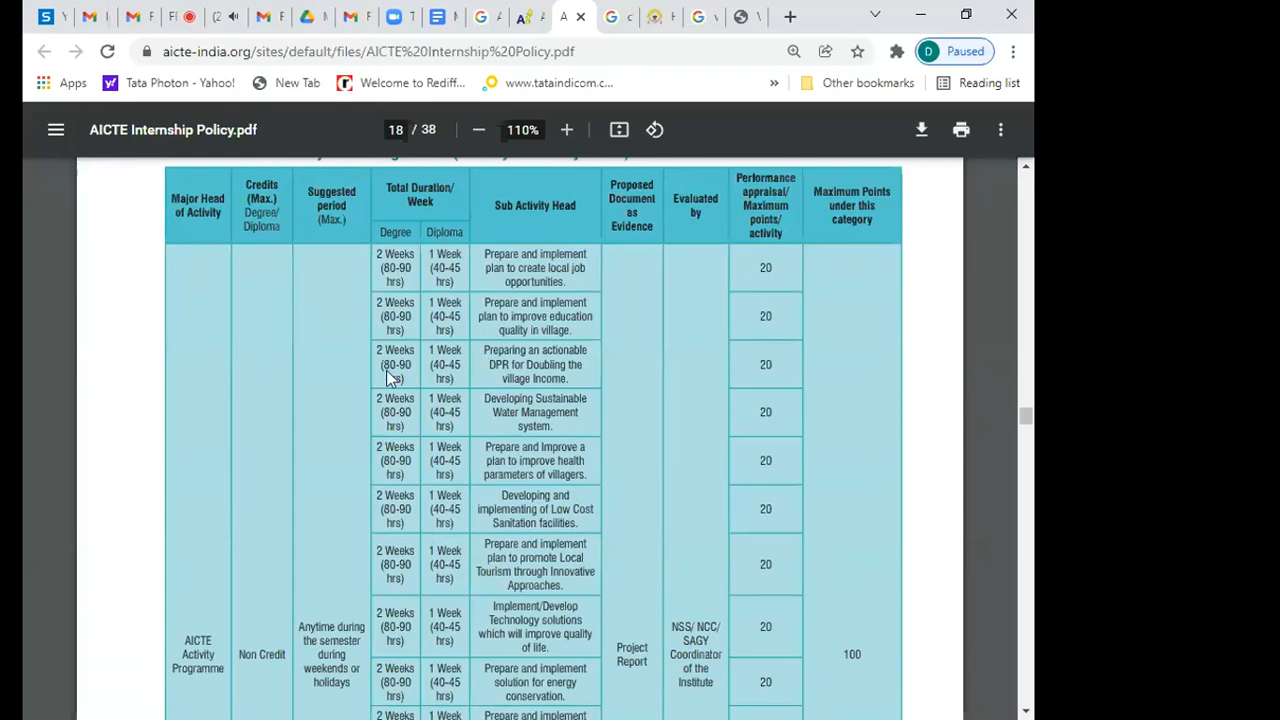 Y M F FI (2 F M F Z T N G A A A G c F G v V
aicte-india.org/sites/default/files/AICTE%20Internship%20Policy.pdf D Paused
Apps Tata Photon - Yahoo! New Tab Welcome to Rediff... www.tataindicom.c... » Other bookmarks Reading list
AICTE Internship Policy.pdf 18 / 38 — 110% +
Major Head of Activity
Credits (Max.) Degree/ Diploma
Suggested period (Max.)
Total Duration/ Week
Degree Diploma
Sub Activity Head
Proposed Document as Evidence
Evaluated by
Performance appraisal/ Maximum points/ activity
Maximum Points under this category
2 Weeks (80-90 hrs) 1 Week (40-45 hrs) Prepare and implement plan to create local job opportunities. 20
2 Weeks (80-90 hrs) 1 Week (40-45 hrs) Prepare and implement plan to improve education quality in village. 20
2 Weeks (80-90 hrs) 1 Week (40-45 hrs) Preparing an actionable DPR for Doubling the village Income. 20
2 Weeks (80-90 hrs) 1 Week (40-45 hrs) Developing Sustainable Water Management system. 20
2 Weeks (80-90 hrs) 1 Week (40-45 hrs) Prepare and Improve a plan to improve health parameters of villagers. 20
2 Weeks (80-90 hrs) 1 Week (40-45 hrs) Developing and implementing of Low Cost Sanitation facilities. 20
2 Weeks (80-90 hrs) 1 Week (40-45 hrs) Prepare and implement plan to promote Local Tourism through Innovative Approaches. 20
2 Weeks (80-90 hrs) 1 Week (40-45 hrs) Implement/Develop Technology solutions which will improve quality of life. 20
AICTE Activity Programme
Non Credit
Anytime during the semester during weekends or holidays
Project Report
NSS/ NCC/ SAGY Coordinator of the Institute
100
2 Weeks (80-90 hrs) 1 Week (40-45 hrs) Prepare and implement solution for energy conservation. 20
2 Weeks 1 Week Prepare and implement